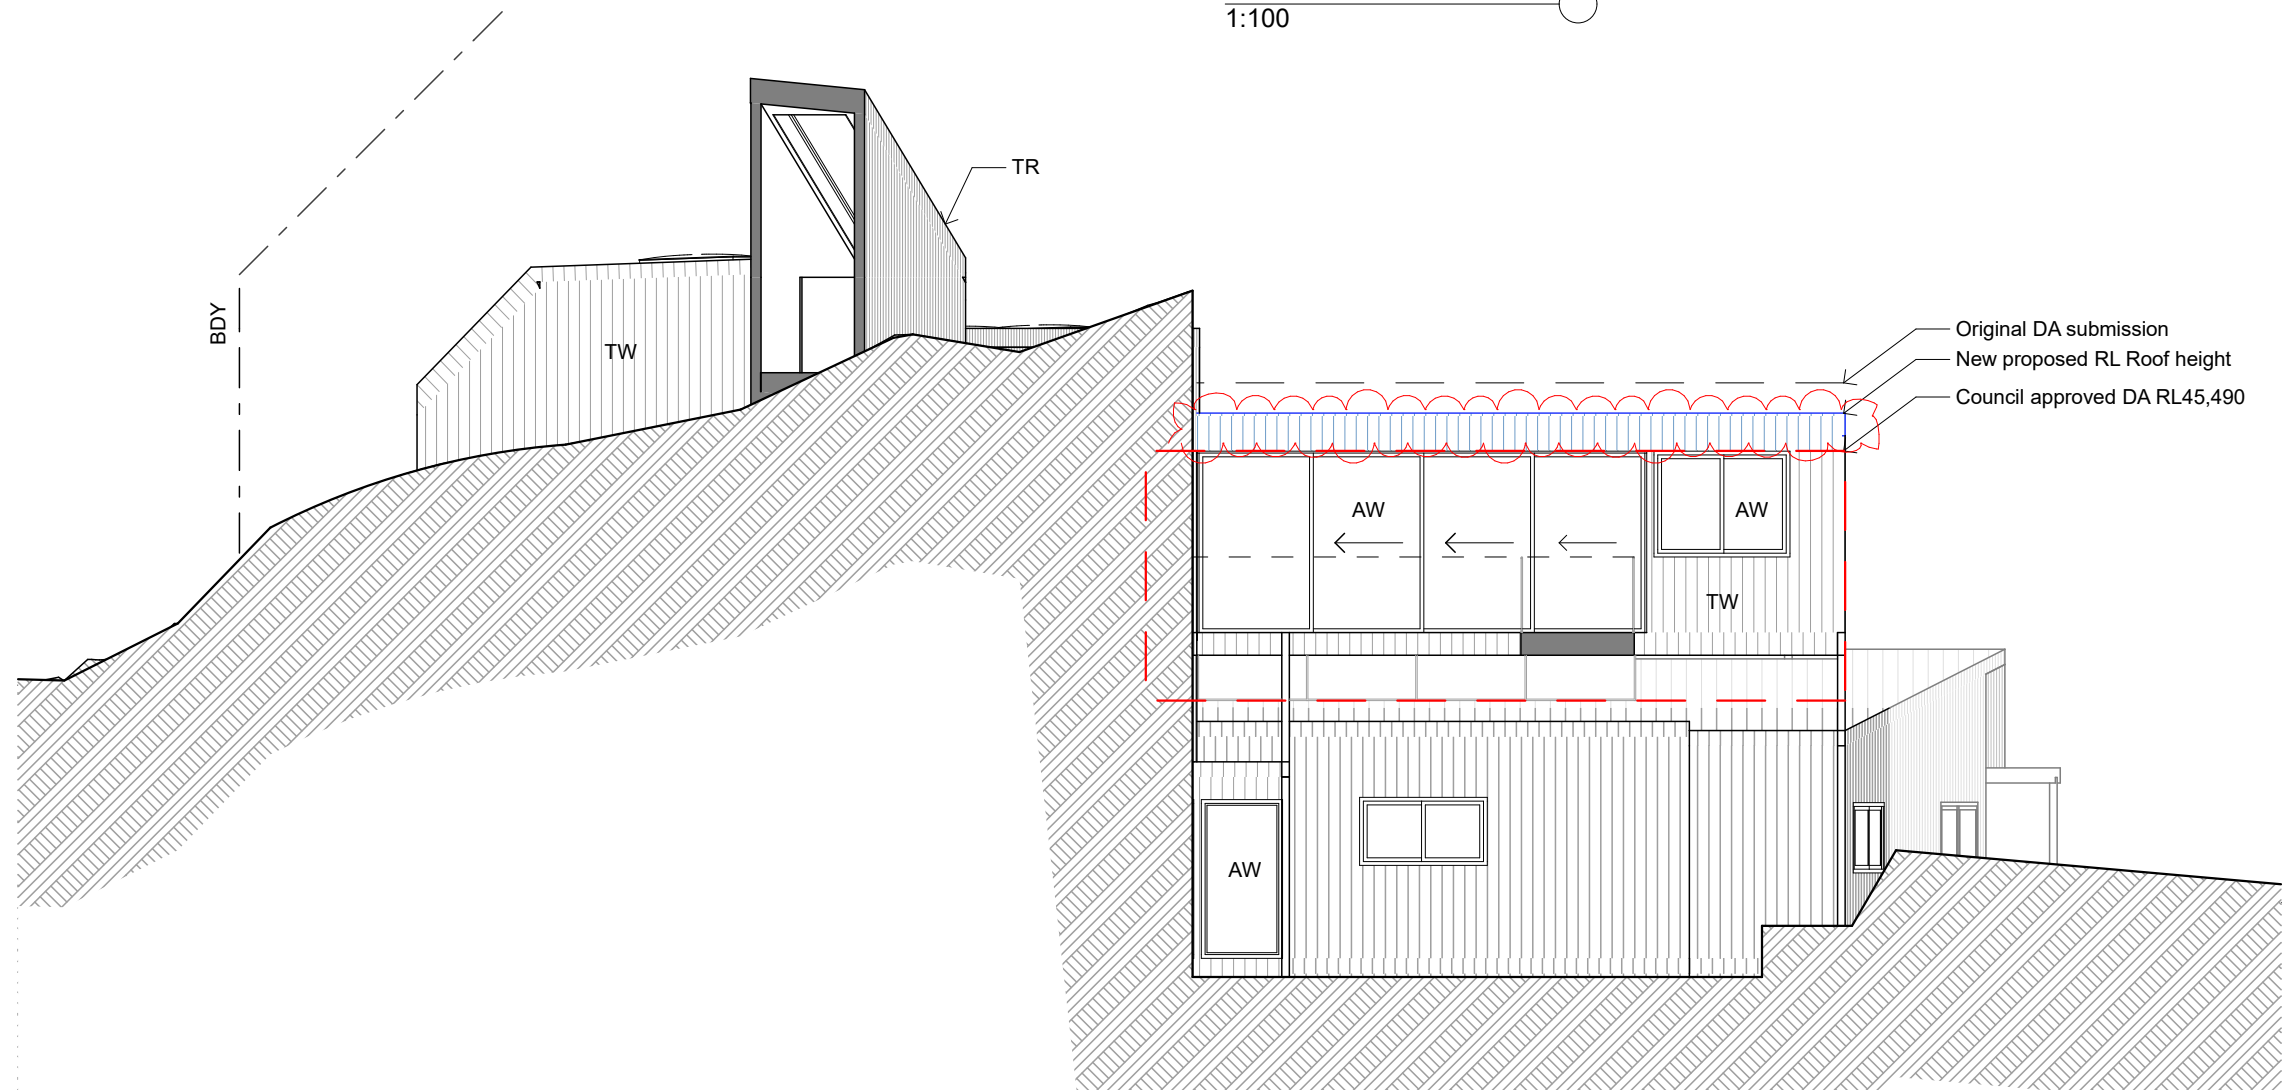 1:100
TR
BDY
TW
Original DA submission
New proposed RL Roof height
Council approved DA RL45,490
AW
AW
TW
AW